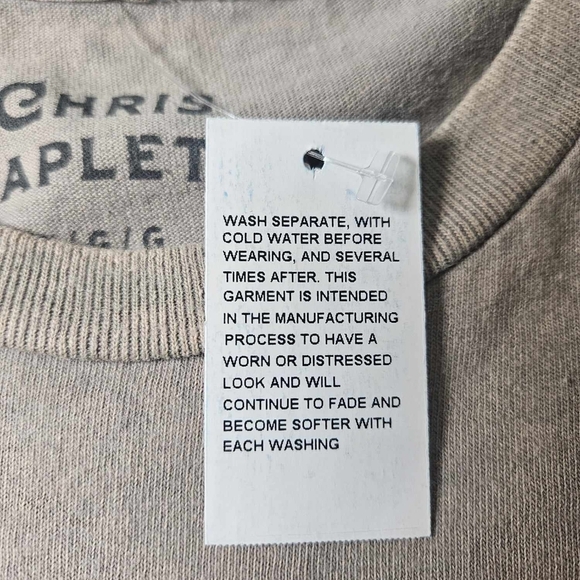 CHRIS
APLET
/G/G
WASH SEPARATE, WITH
COLD WATER BEFORE
WEARING, AND SEVERAL
TIMES AFTER. THIS
GARMENT IS INTENDED
IN THE MANUFACTURING
PROCESS TO HAVE A
WORN OR DISTRESSED
LOOK AND WILL
CONTINUE TO FADE AND
BECOME SOFTER WITH
EACH WASHING